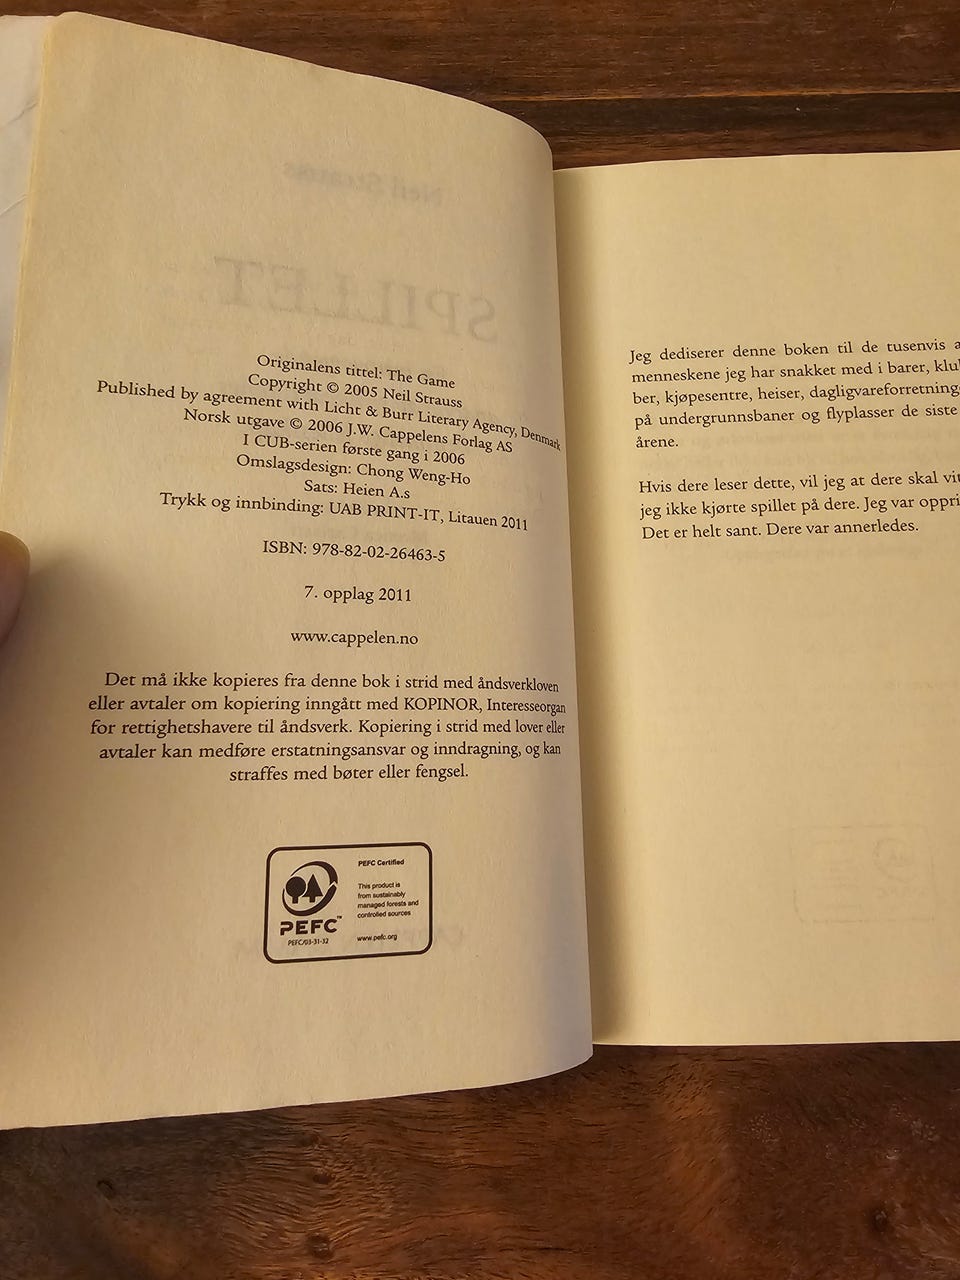 Neil Strauss
SPILLET
Originalens tittel: The Game
Copyright © 2005 Neil Strauss
Published by agreement with Licht & Burr Literary Agency, Denmark
Norsk utgave © 2006 J.W. Cappelens Forlag AS
I CUB-serien første gang i 2006
Omslagsdesign: Chong Weng-Ho
Sats: Heien A.s
Trykk og innbinding: UAB PRINT-IT, Litauen 2011
ISBN: 978-82-02-26463-5
7. opplag 2011
www.cappelen.no
Det må ikke kopieres fra denne bok i strid med åndsverkloven
eller avtaler om kopiering inngått med KOPINOR, Interesseorgan
for rettighetshavere til åndsverk. Kopiering i strid med lover eller
avtaler kan medføre erstatningsansvar og inndragning, og kan
straffes med bøter eller fengsel.
PEFC™
PEFC/03-31-32
PEFC Certified
This product is
from sustainably
managed forests and
controlled sources
www.pefc.org
Jeg dediserer denne boken til de tusenvis
menneskene jeg har snakket med i barer,
ber, kjøpesentre, heiser,
på undergrunnsbaner og flyplasser de siste
årene.
Hvis dere leser dette, vil jeg at dere skal
jeg ikke kjørte spillet på dere. Jeg var
Det er helt sant. Dere var annerledes.